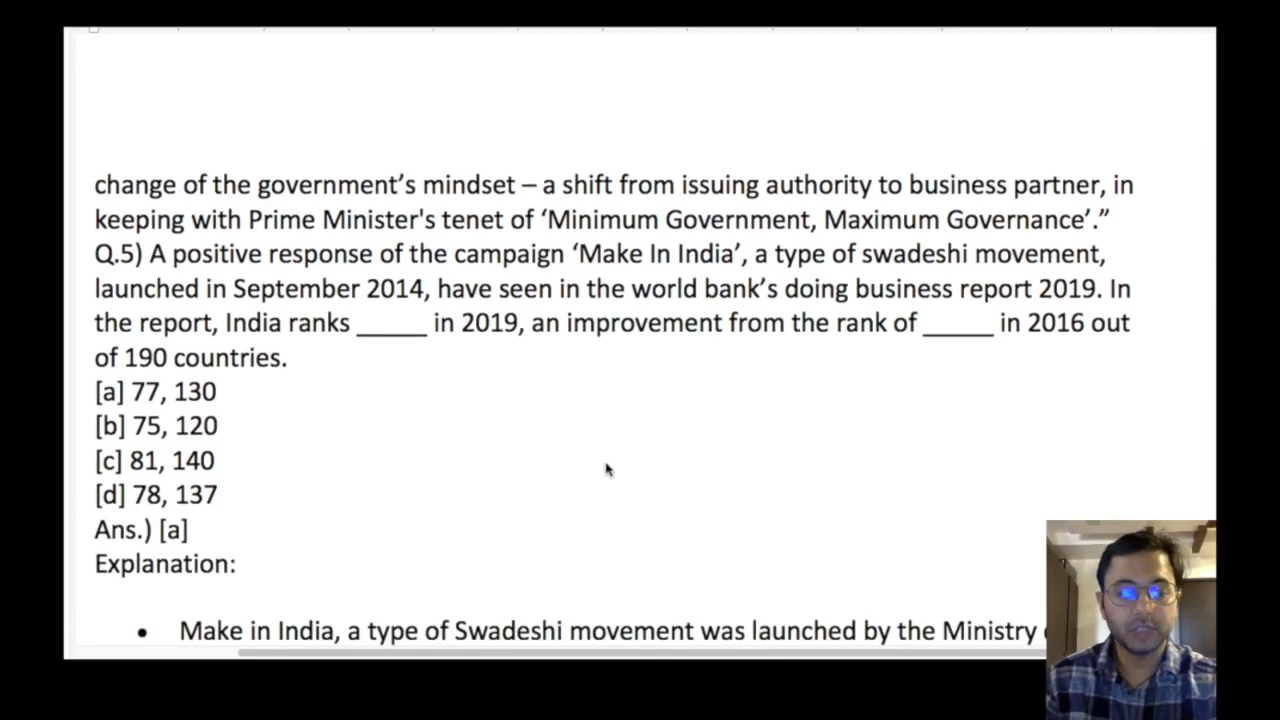 change of the government’s mindset – a shift from issuing authority to business partner, in
keeping with Prime Minister's tenet of ‘Minimum Government, Maximum Governance’.”
Q.5) A positive response of the campaign ‘Make In India’, a type of swadeshi movement,
launched in September 2014, have seen in the world bank’s doing business report 2019. In
the report, India ranks _____ in 2019, an improvement from the rank of _____ in 2016 out
of 190 countries.
[a] 77, 130
[b] 75, 120
[c] 81, 140
[d] 78, 137
Ans.) [a]
Explanation:
• Make in India, a type of Swadeshi movement was launched by the Ministry